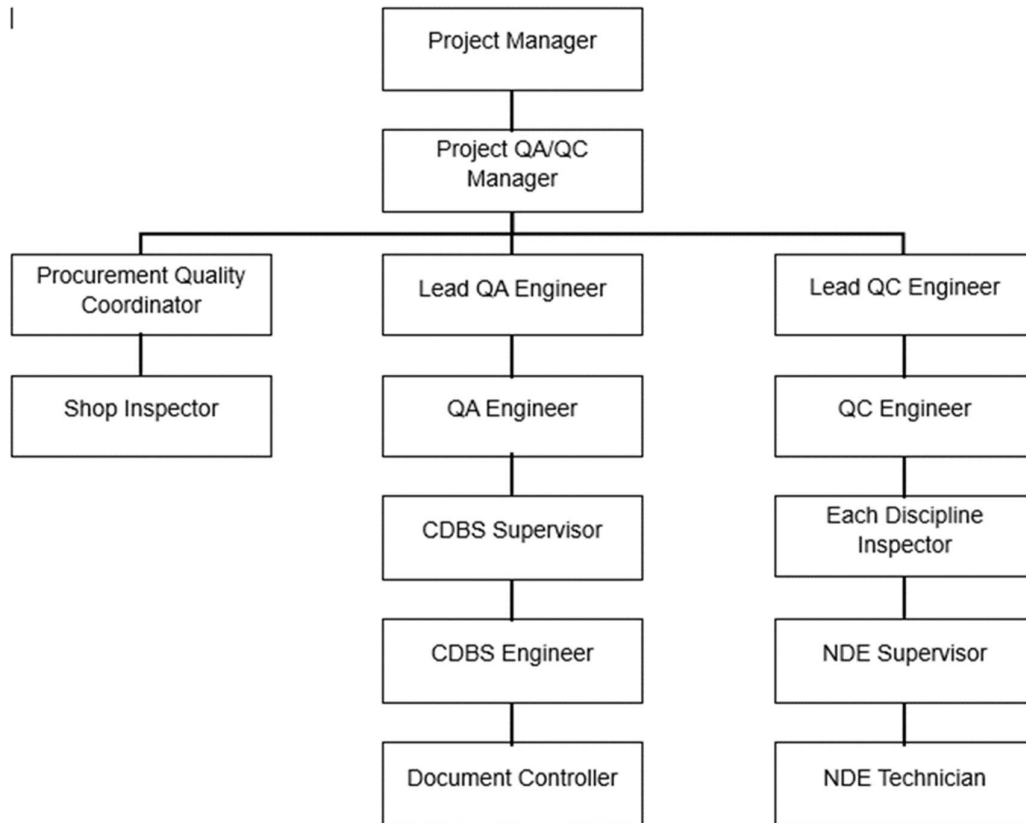 Project Manager
Project QA/QC
Manager
Procurement Quality
Coordinator
Lead QA Engineer
Lead QC Engineer
Shop Inspector
QA Engineer
QC Engineer
CDBS Supervisor
Each Discipline
Inspector
CDBS Engineer
NDE Supervisor
Document Controller
NDE Technician